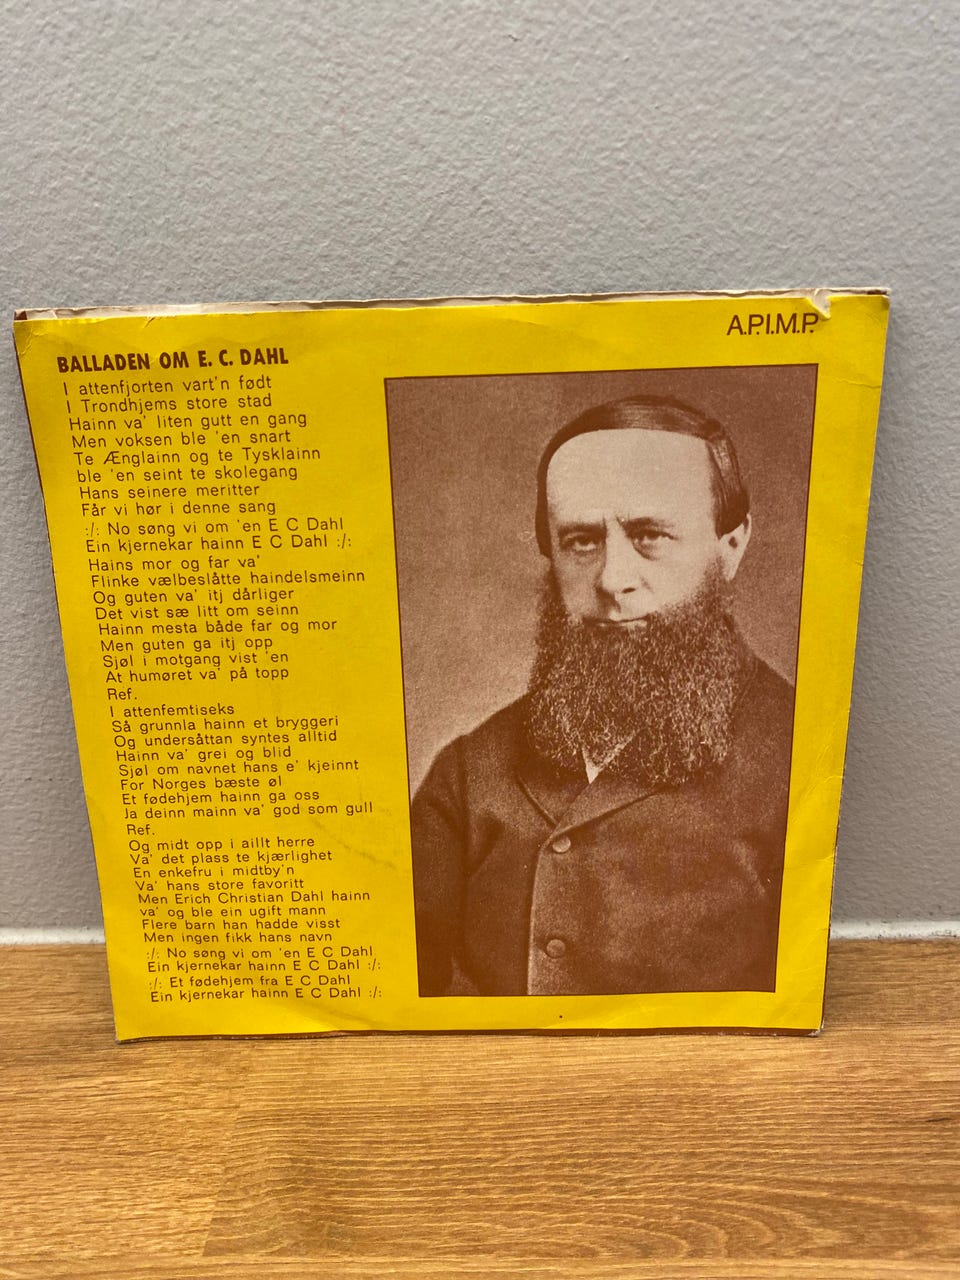 A.P.I.M.P.
BALLADEN OM E. C. DAHL
I attenfjorten vart'n født
I Trondhjems store stad
Hainn va' liten gutt en gang
Men voksen ble 'en snart
Te Ænglainn og te Tysklainn
ble 'en seint te skolegang
Hans seinere meritter
Får vi hør i denne sang
:/: No søng vi om 'en E C Dahl
Ein kjernekar hainn E C Dahl :/:
Hains mor og far va'
Flinke vælbeslåtte haindelsmeinn
Og guten va' itj dårliger
Det vist sæ litt om seinn
Hainn mesta både far og mor
Men guten ga itj opp
Sjøl i motgang vist 'en
At humøret va' på topp
Ref.
I attenfemtiseks
Så grunnla hainn et bryggeri
Og undersåttan syntes alltid
Hainn va' grei og blid
Sjøl om navnet hans e' kjeinnt
For Norges bæste øl
Et fødehjem hainn ga oss
Ja deinn mainn va' god som gull
Ref.
Og midt opp i aillt herre
Va' det plass te kjærlighet
En enkefru i midtby'n
Va' hans store favoritt
Men Erich Christian Dahl hainn
va' og ble ein ugift mann
Flere barn han hadde visst
Men ingen fikk hans navn
:/: No søng vi om 'en E C Dahl
Ein kjernekar hainn E C Dahl :/:
:/: Et fødehjem fra E C Dahl
Ein kjernekar hainn E C Dahl :/: